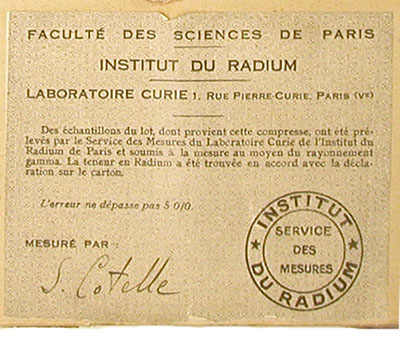 FACULTÉ DES SCIENCES DE PARIS
INSTITUT DU RADIUM
LABORATOIRE CURIE 1, RUE PIERRE-CURIE, PARIS (Ve)
Des échantillons du lot, dont provient cette compresse, ont été pré-
levés par le Service des Mesures du Laboratoire Curie de l'Institut du
Radium de Paris et soumis à la mesure au moyen du rayonnement
gamma. La teneur en Radium a été trouvée en accord avec la décla-
ration sur le carton.
L'erreur ne dépasse pas 5 0/0.
MESURÉ PAR :
S. Cotelle
INSTITUT
SERVICE
DES
MESURES
DU RADIUM